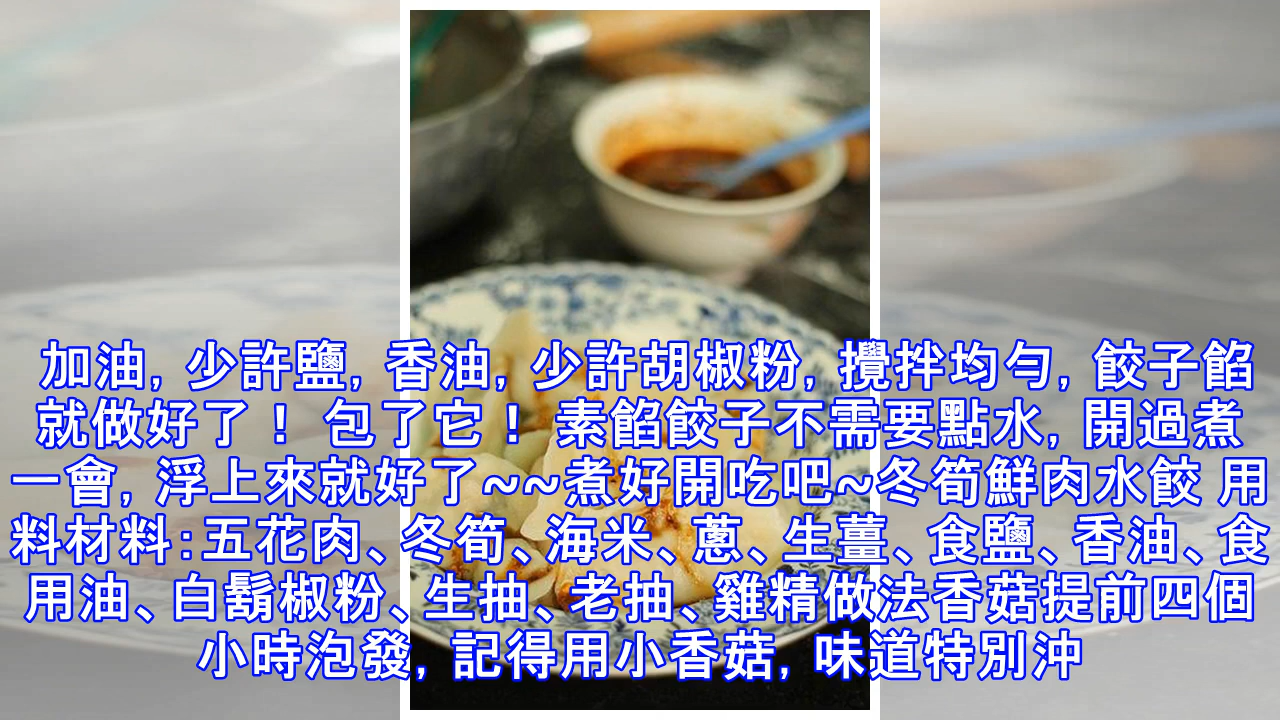 加油, 少許鹽, 香油, 少許胡椒粉, 攪拌均勻, 餃子餡
就做好了！ 包了它！ 素餡餃子不需要點水, 開過煮
一會, 浮上來就好了~~煮好開吃吧~冬筍鮮肉水餃 用
料材料:五花肉、冬筍、海米、蔥、生薑、食鹽、香油、食
用油、白鬍椒粉、生抽、老抽、雞精做法香菇提前四個
小時泡發, 記得用小香菇, 味道特別沖